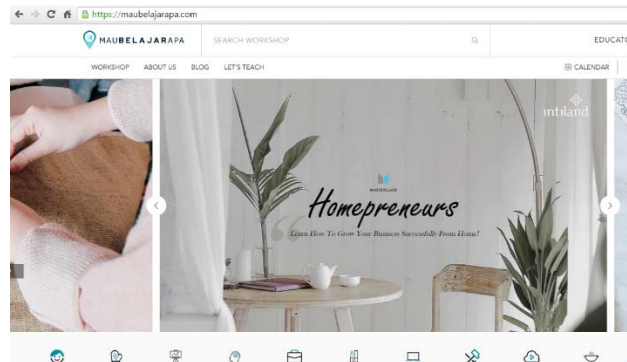 https://maubelajarapa.com
MAUBELAJARAPA
SEARCH WORKSHOP
EDUCATO
WORKSHOP ABOUT US BLOG LET'S TEACH
CALENDAR
intiland
MASTERCLASS
Homepreneurs
Learn How To Grow Your Business Successfully From Home!